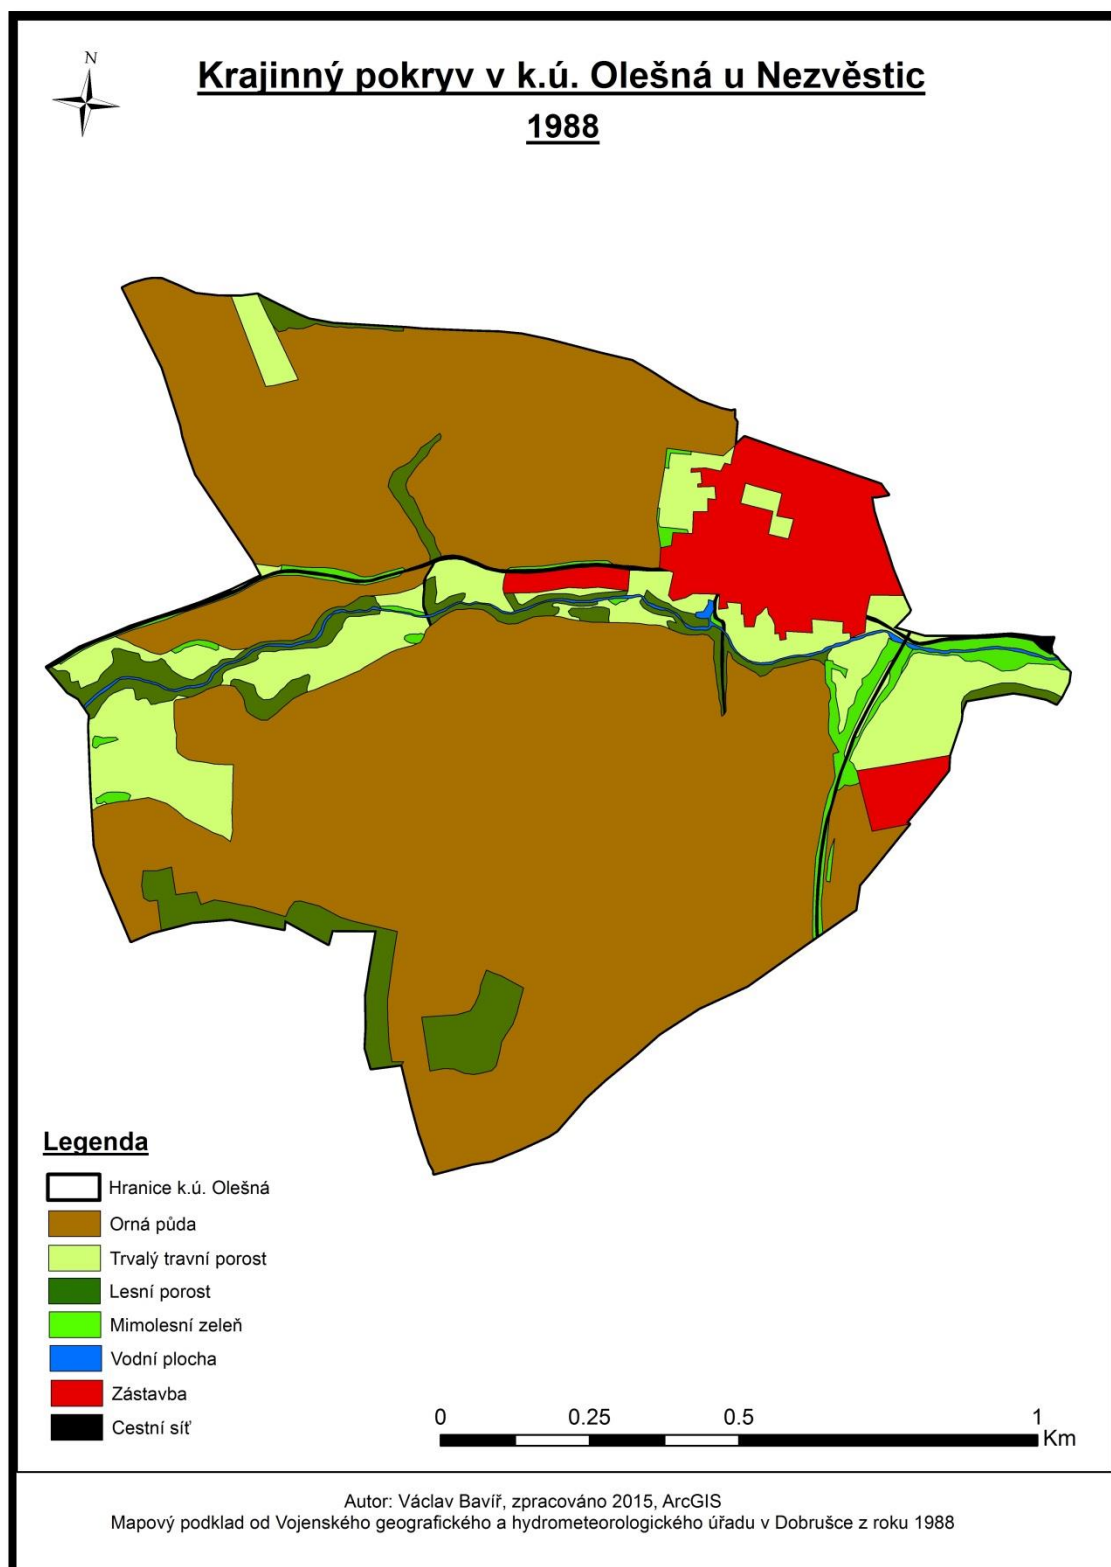 N
Krajinný pokryv v k.ú. Olešná u Nezvěstic
1988
Legenda
Hranice k.ú. Olešná
Orná půda
Trvalý travní porost
Lesní porost
Mimolesní zeleň
Vodní plocha
Zástavba
Cestní síť
0 0.25 0.5 1
Km
Autor: Václav Bavíř, zpracováno 2015, ArcGIS
Mapový podklad od Vojenského geografického a hydrometeorologického úřadu v Dobrušce z roku 1988